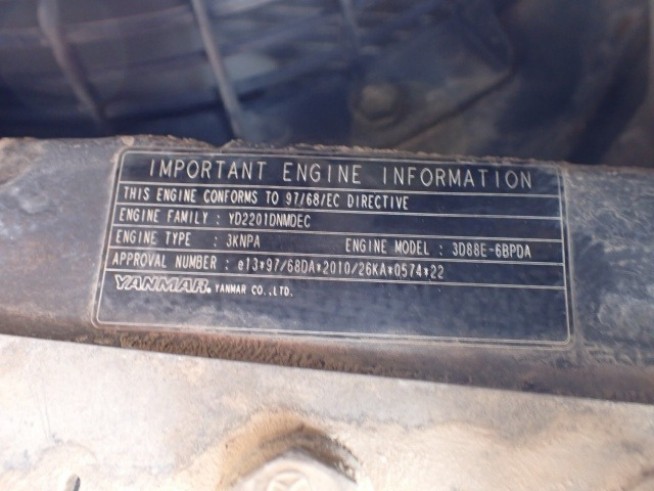 IMPORTANT ENGINE INFORMATION
THIS ENGINE CONFORMS TO 97/68/EC DIRECTIVE
ENGINE FAMILY : YD2201DNMDEC
ENGINE TYPE : 3KNPA ENGINE MODEL : 3D88E-6BPDA
APPROVAL NUMBER : e13*97/68DA*2010/26KA*0574*22
YANMAR. YANMAR CO.,LTD.